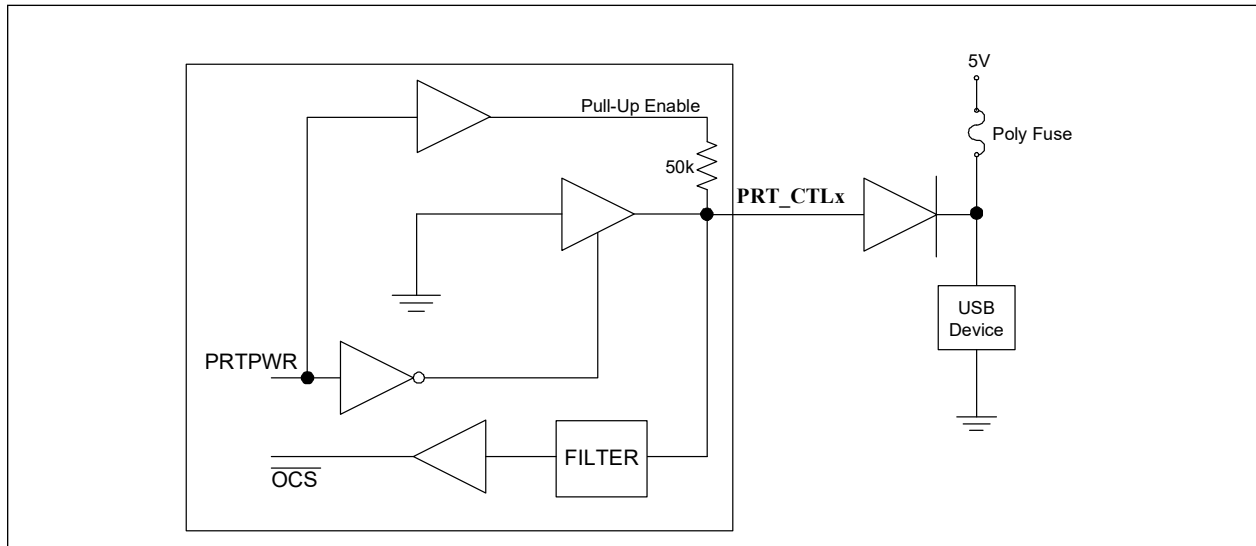 5V
Poly Fuse
Pull-Up Enable
50k
PRT_CTLx
USB
Device
PRTPWR
FILTER
OCS